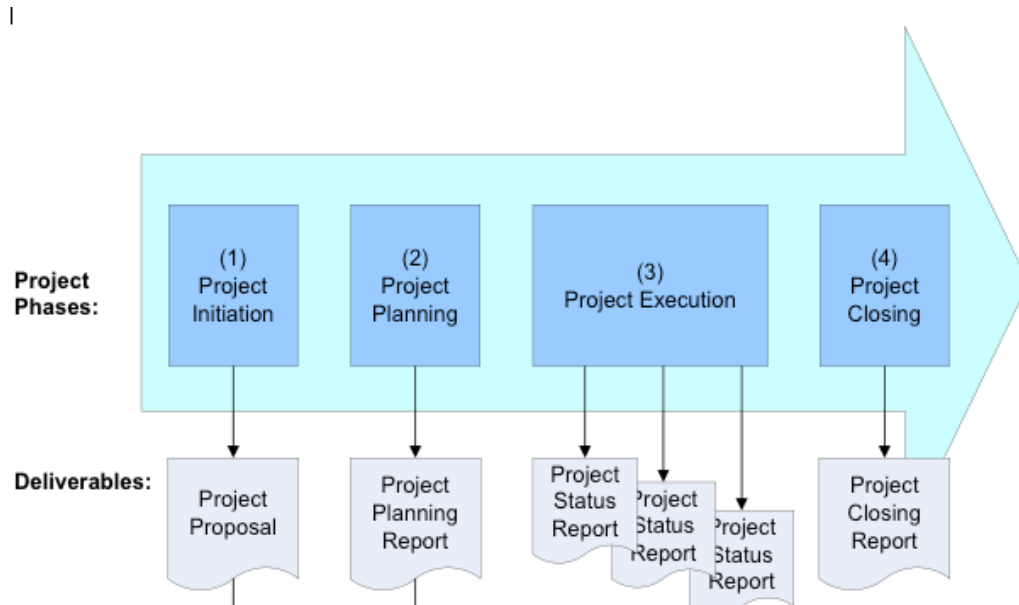 Project
Phases:
(1)
Project
Initiation
(2)
Project
Planning
(3)
Project Execution
(4)
Project
Closing
Deliverables:
Project
Proposal
Project
Planning
Report
Project
Status
Report
Project
Status
Report
Project
Status
Report
Project
Closing
Report